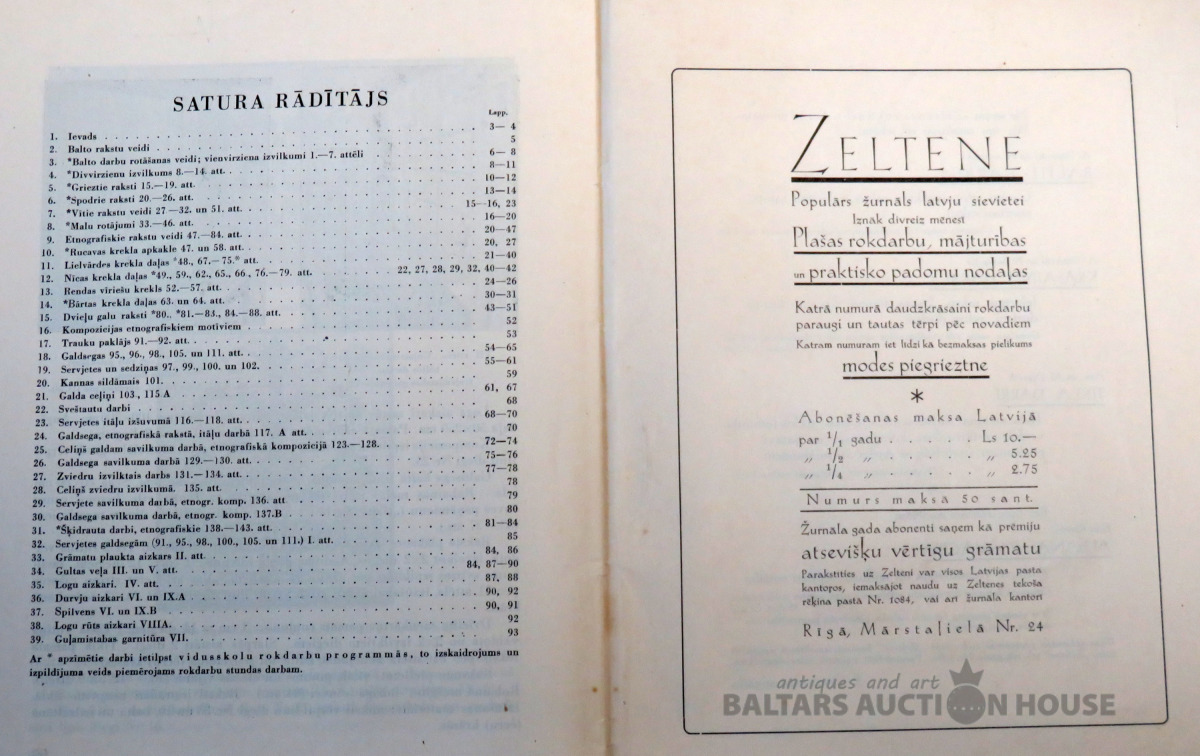 SATURA RĀDĪTĀJS
Lapp.
1. Ievads 3— 4
2. Balto rakstu veidi 5
3. *Balto darbu rotāšanas veidi; vienvirziena izvilkumi 1.—7. attēli 6— 8
4. *Divvirzienu izvilkums 8.—14. att. 8—11
5. *Grieztie raksti 15.—19. att. 10—12
6. *Spodrie raksti 20.—26. att. 13—14
7. *Vītie rakstu veidi 27 —32. un 51. att. 15—16, 23
8. *Malu rotājumi 33.—46. att. 16—20
9. Etnografiskie rakstu veidi 47.—84. att. 20—47
10. *Rucavas krekla apkakle 47. un 58. att. 20, 27
11. Lielvārdes krekla daļas *48., 67.—75.* att. 21—40
12. Nīcas krekla daļas *49., 59., 62., 65., 66., 76.—79. att. 22, 27, 28, 29, 32, 40—42
13. Rendas vīriešu krekls 52.—57. att. 24—26
14. *Bārtas krekla daļas 63. un 64. att. 30—31
15. Dvieļu galu raksti *80., *81.—83., 84.—88. att. 43—51
16. Kompozicijas etnografiskiem motīviem 52
17. Trauku paklājs 91.—92. att. 53
18. Galdsegas 95., 96., 98., 105. un 111. att. 54—65
19. Servjetes un sedziņas 97., 99., 100. un 102. 55—61
20. Kannas sildāmais 101. 59
21. Galda celiņi 103., 115 A 61, 67
22. Sveštautu darbi 68
23. Servjetes itāļu izšuvumā 116.—118. att. 68—70
24. Galdsega, etnografiskā rakstā, itāļu darbā 117. A att. 70
25. Celiņš galdam savilkuma darbā, etnografiskā kompozicijā 123.—128. 72—74
26. Galdsega savilkuma darbā 129.—130. att. 75—76
27. Zviedru izvilktais darbs 131.—134. att. 77—78
28. Celiņš zviedru izvilkumā. 135. att. 78
29. Servjete savilkuma darbā, etnogr. komp. 136. att 79
30. Galdsega savilkuma darbā, etnogr. komp. 137.B 80
31. *Šķidrauta darbi, etnografiskie 138.—143. att. 81—84
32. Servjetes galdsegām (91., 95., 98., 100., 105. un 111.) I. att. 85
33. Grāmatu plaukta aizkars II. att. 84, 86
34. Gultas veļa III. un V. att. 84, 87—90
35. Logu aizkari. IV. att. 87, 88
36. Durvju aizkari VI. un IX.A 90, 92
37. Spilvens VI. un IX.B 90, 91
38. Logu rūts aizkari VIIIA. 92
39. Guļamistabas garnitūra VII. 93
Ar * apzīmētie darbi ietilpst vidusskolu rokdarbu programmās, to izskaidrojums un
izpildījuma veids piemērojams rokdarbu stundas darbam.
ZELTENE
Populārs žurnāls latvju sievietei
Iznāk divreiz mēnesī
Plašas rokdarbu, mājturības
un praktisko padomu nodaļas
Katrā numurā daudzkrāsaini rokdarbu
paraugi un tautas tērpi pēc novadiem
Katram numuram iet līdzi kā bezmaksas pielikums
modes piegrieztne
*
Abonēšanas maksa Latvijā
par 1/1 gadu . . . . . Ls 10.—
„ 1/2 „ . . . . . „ 5.25
„ 1/4 „ . . . . . „ 2.75
Numurs maksā 50 sant.
Žurnāla gada abonenti saņem kā prēmiju
atsevišķu vērtīgu grāmatu
Parakstīties uz Zelteni var visos Latvijas pasta
kantoŗos, iemaksājot naudu uz Zeltenes tekoša
rēķina pastā Nr. 1084, vai arī žurnāla kantorī
Rīgā, Mārstaļielā Nr. 24
antiques and art
BALTARS AUCTION HOUSE